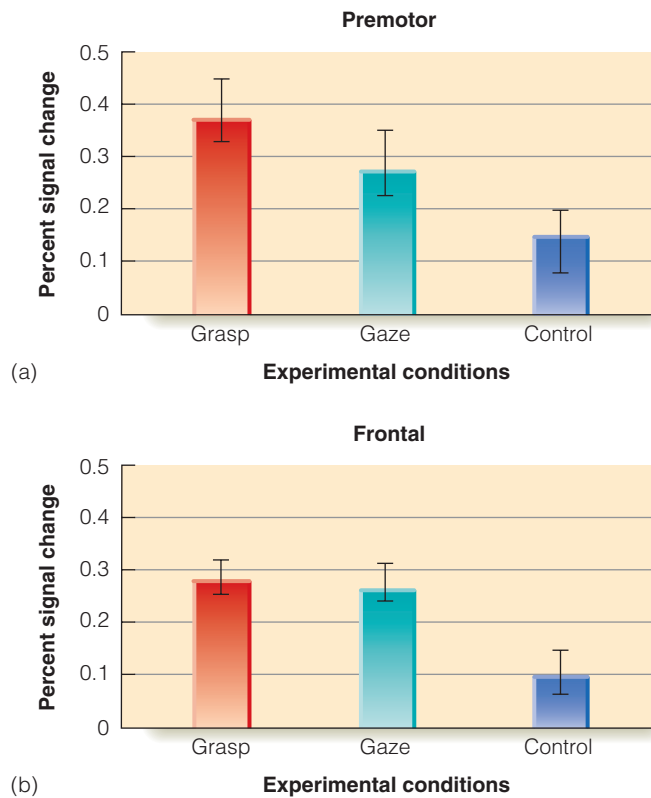 Premotor
Percent signal change
0.5
0.4
0.3
0.2
0.1
0
Grasp Gaze Control
(a) Experimental conditions
Frontal
Percent signal change
0.5
0.4
0.3
0.2
0.1
0
Grasp Gaze Control
(b) Experimental conditions